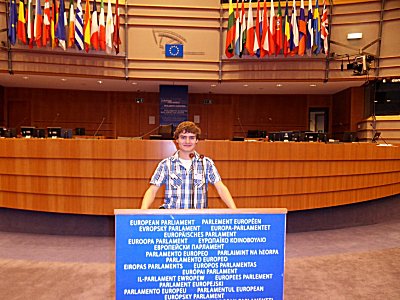 EUROPEAN PARLIAMENT PARLEMENT EUROPÉEN
EVROPSKÝ PARLAMENT EUROPA-PARLAMENTET
EUROPÄISCHES PARLAMENT
EUROOPA PARLAMENT ΕΥΡΩΠΑΪΚΟ ΚΟΙΝΟΒΟΥΛΙΟ
ЕВРОПЕЙСКИ ПАРЛАМЕНТ
PARLAMENTO EUROPEO PARLAIMINT NA hEORPA
PARLAMENTO EUROPEO
EIROPAS PARLAMENTS EUROPOS PARLAMENTAS
EURÓPAI PARLAMENT
IL-PARLAMENT EWROPEW EUROPEES PARLEMENT
PARLAMENT EUROPEJSKI
PARLAMENTO EUROPEU PARLAMENTUL EUROPEAN
EURÓPSKY PARLAMENT